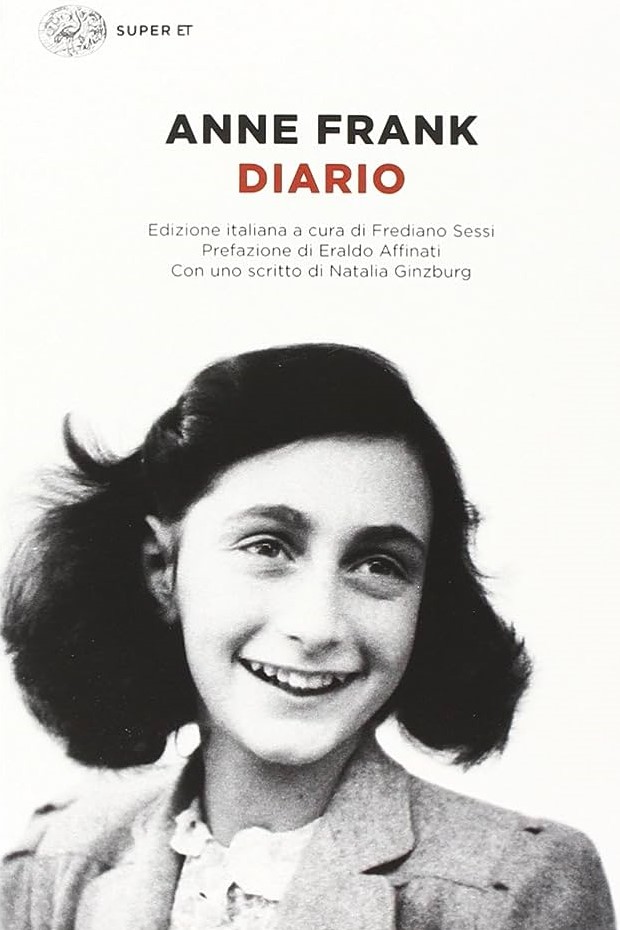 SUPER ET
ANNE FRANK
DIARIO
Edizione italiana a cura di Frediano Sessi
Prefazione di Eraldo Affinati
Con uno scritto di Natalia Ginzburg